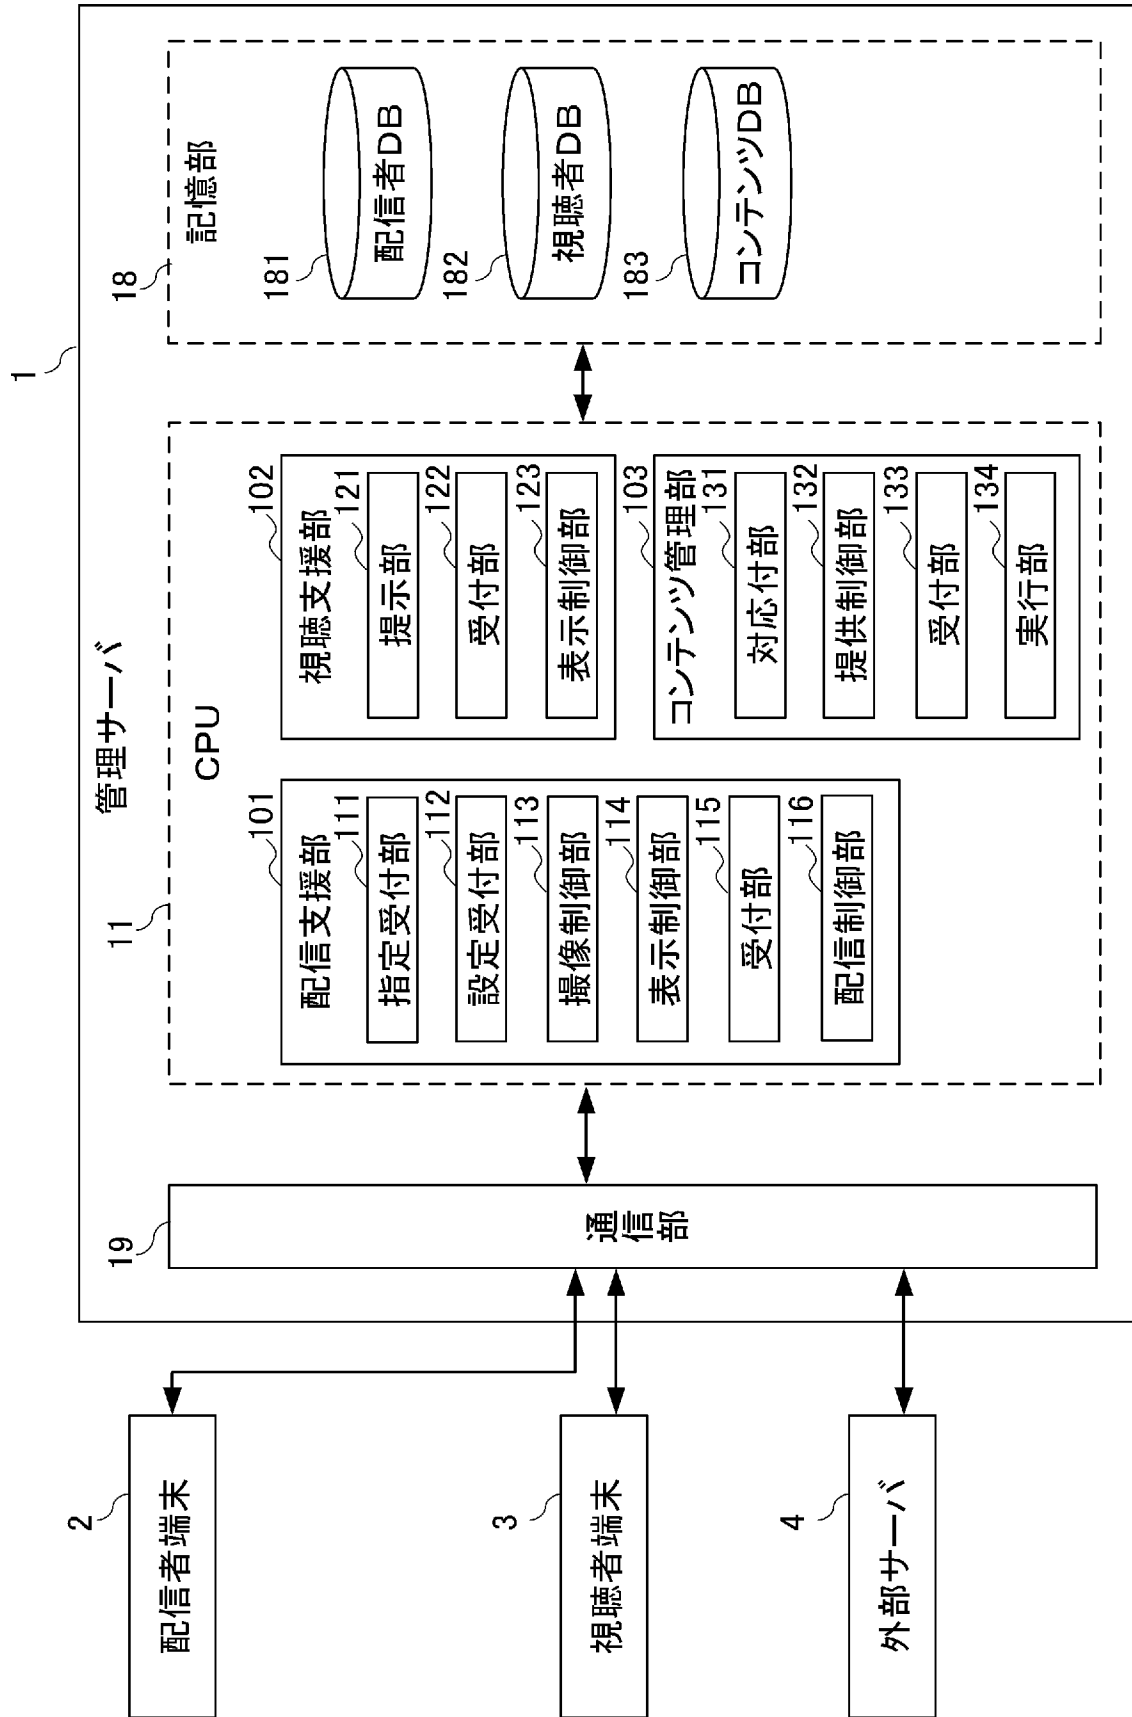 1
管理サーバ
11
CPU
101
配信支援部
111
指定受付部
112
設定受付部
113
撮像制御部
114
表示制御部
115
受付部
116
配信制御部
102
視聴支援部
121
提示部
122
受付部
123
表示制御部
103
コンテンツ管理部
131
対応付部
132
提供制御部
133
受付部
134
実行部
18
記憶部
181
配信者DB
182
視聴者DB
183
コンテンツDB
19
通信部
2
配信者端末
3
視聴者端末
4
外部サーバ